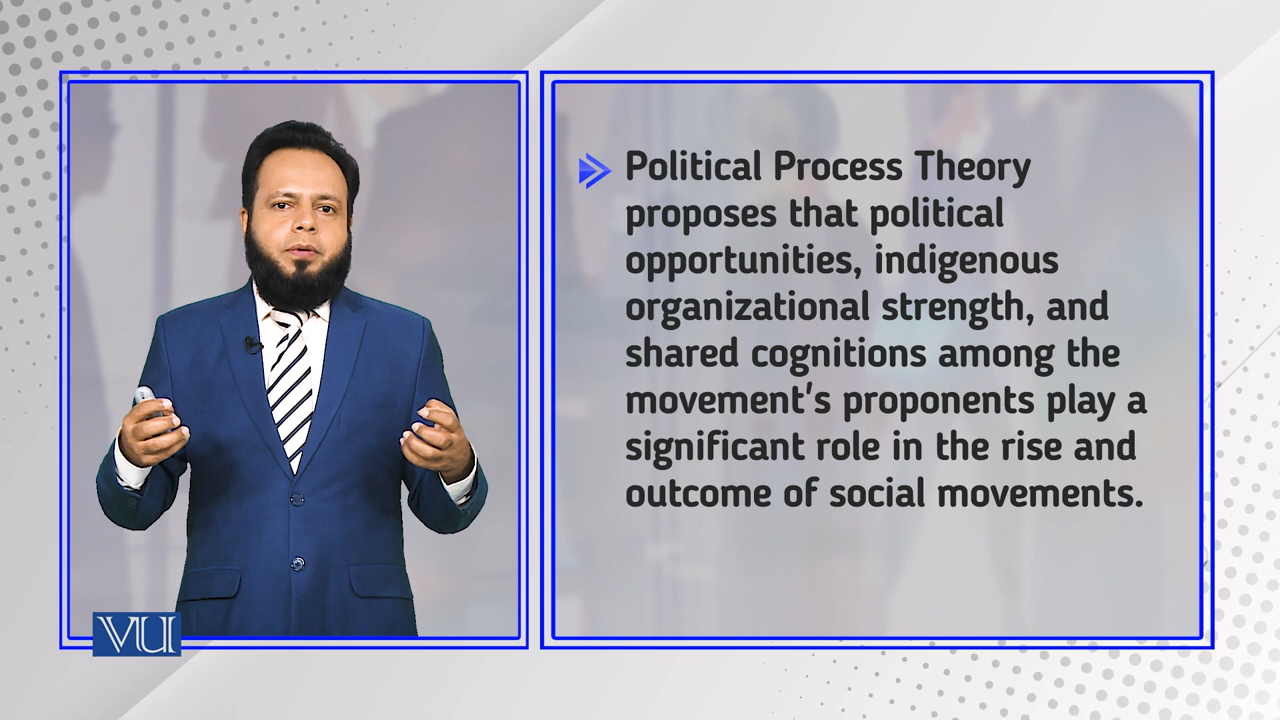 Political Process Theory
proposes that political
opportunities, indigenous
organizational strength, and
shared cognitions among the
movement's proponents play a
significant role in the rise and
outcome of social movements.
VU